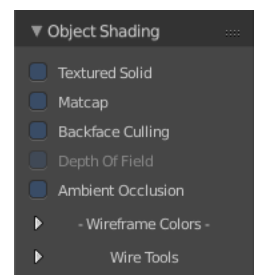 Object Shading
Textured Solid
Matcap
Backface Culling
Depth Of Field
Ambient Occlusion
- Wireframe Colors -
Wire Tools